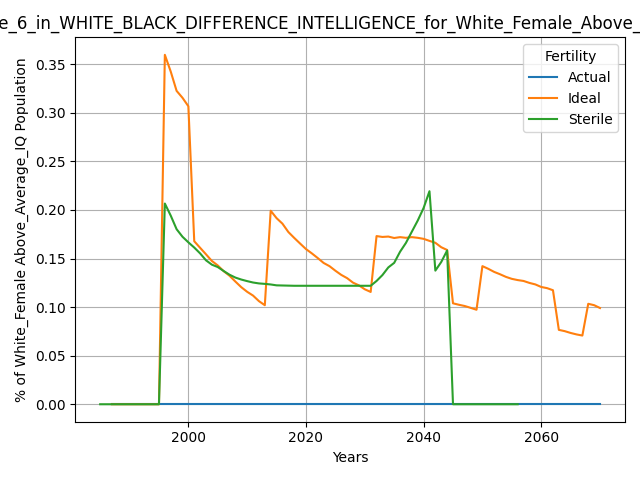 e_6_in_WHITE_BLACK_DIFFERENCE_INTELLIGENCE_for_White_Female_Above_
% of White_Female Above_Average_IQ Population
0.35
0.30
0.25
0.20
0.15
0.10
0.05
0.00
Fertility
Actual
Ideal
Sterile
2000 2020 2040 2060
Years